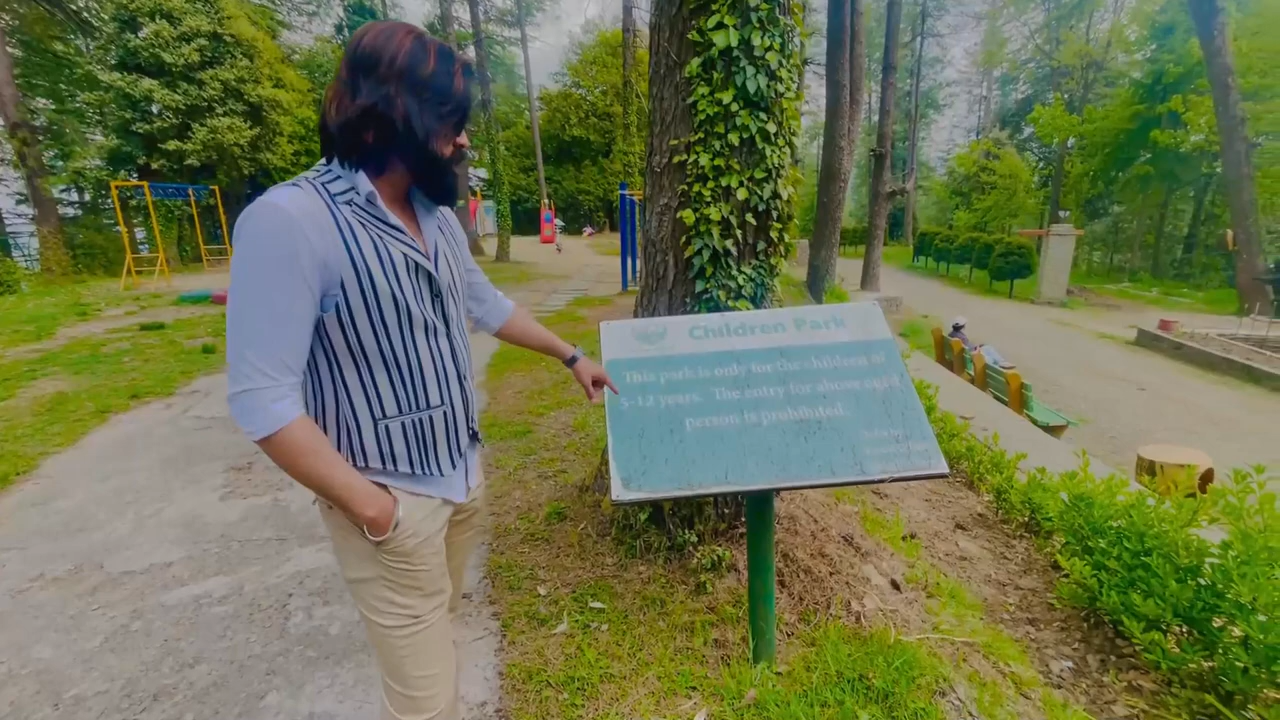 Children Park
This park is only for the children of
5-12 years. The entry for above aged
person is prohibited.